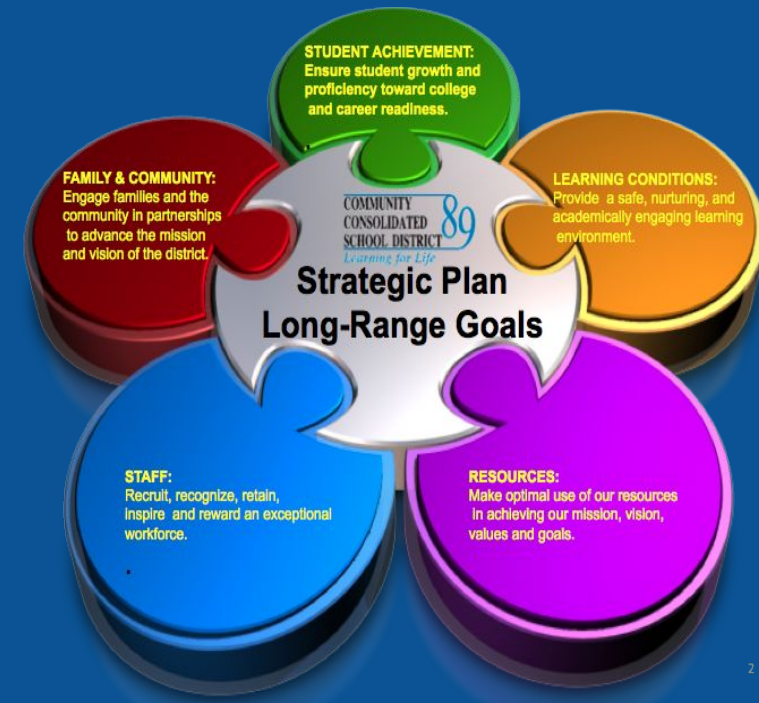 STUDENT ACHIEVEMENT:
Ensure student growth and
proficiency toward college
and career readiness.
FAMILY & COMMUNITY:
Engage families and the
community in partnerships
to advance the mission
and vision of the district.
LEARNING CONDITIONS:
Provide a safe, nurturing, and
academically engaging learning
environment.
COMMUNITY
CONSOLIDATED
SCHOOL DISTRICT 89
Learning for Life
Strategic Plan
Long-Range Goals
STAFF:
Recruit, recognize, retain,
inspire and reward an exceptional
workforce.
.
RESOURCES:
Make optimal use of our resources
in achieving our mission, vision,
values and goals.
2